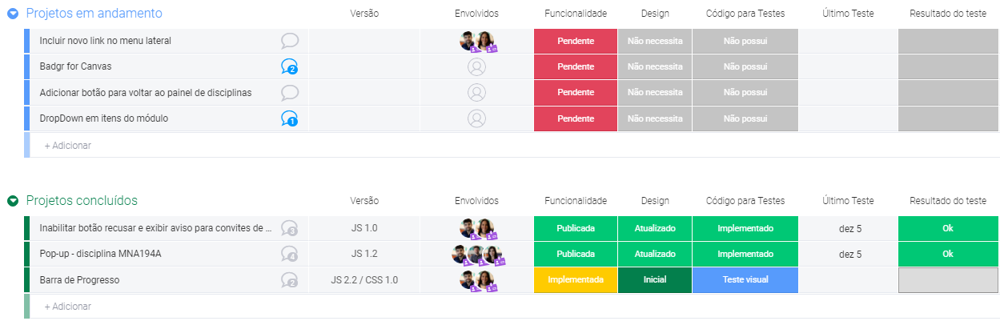 Projetos em andamento Versão Envolvidos Funcionalidade Design Código para Testes Último Teste Resultado do teste
Incluir novo link no menu lateral Pendente Não necessita Não possui
Badgr for Canvas 2 Pendente Não necessita Não possui
Adicionar botão para voltar ao painel de disciplinas Pendente Não necessita Não possui
DropDown em itens do módulo 1 Pendente Não necessita Não possui
+ Adicionar
Projetos concluídos Versão Envolvidos Funcionalidade Design Código para Testes Último Teste Resultado do teste
Inabilitar botão recusar e exibir aviso para convites de ... 3 JS 1.0 Publicada Atualizado Implementado dez 5 Ok
Pop-up - disciplina MNA194A 4 JS 1.2 Publicada Atualizado Implementado dez 5 Ok
Barra de Progresso 2 JS 2.2 / CSS 1.0 Implementada Inicial Teste visual
+ Adicionar